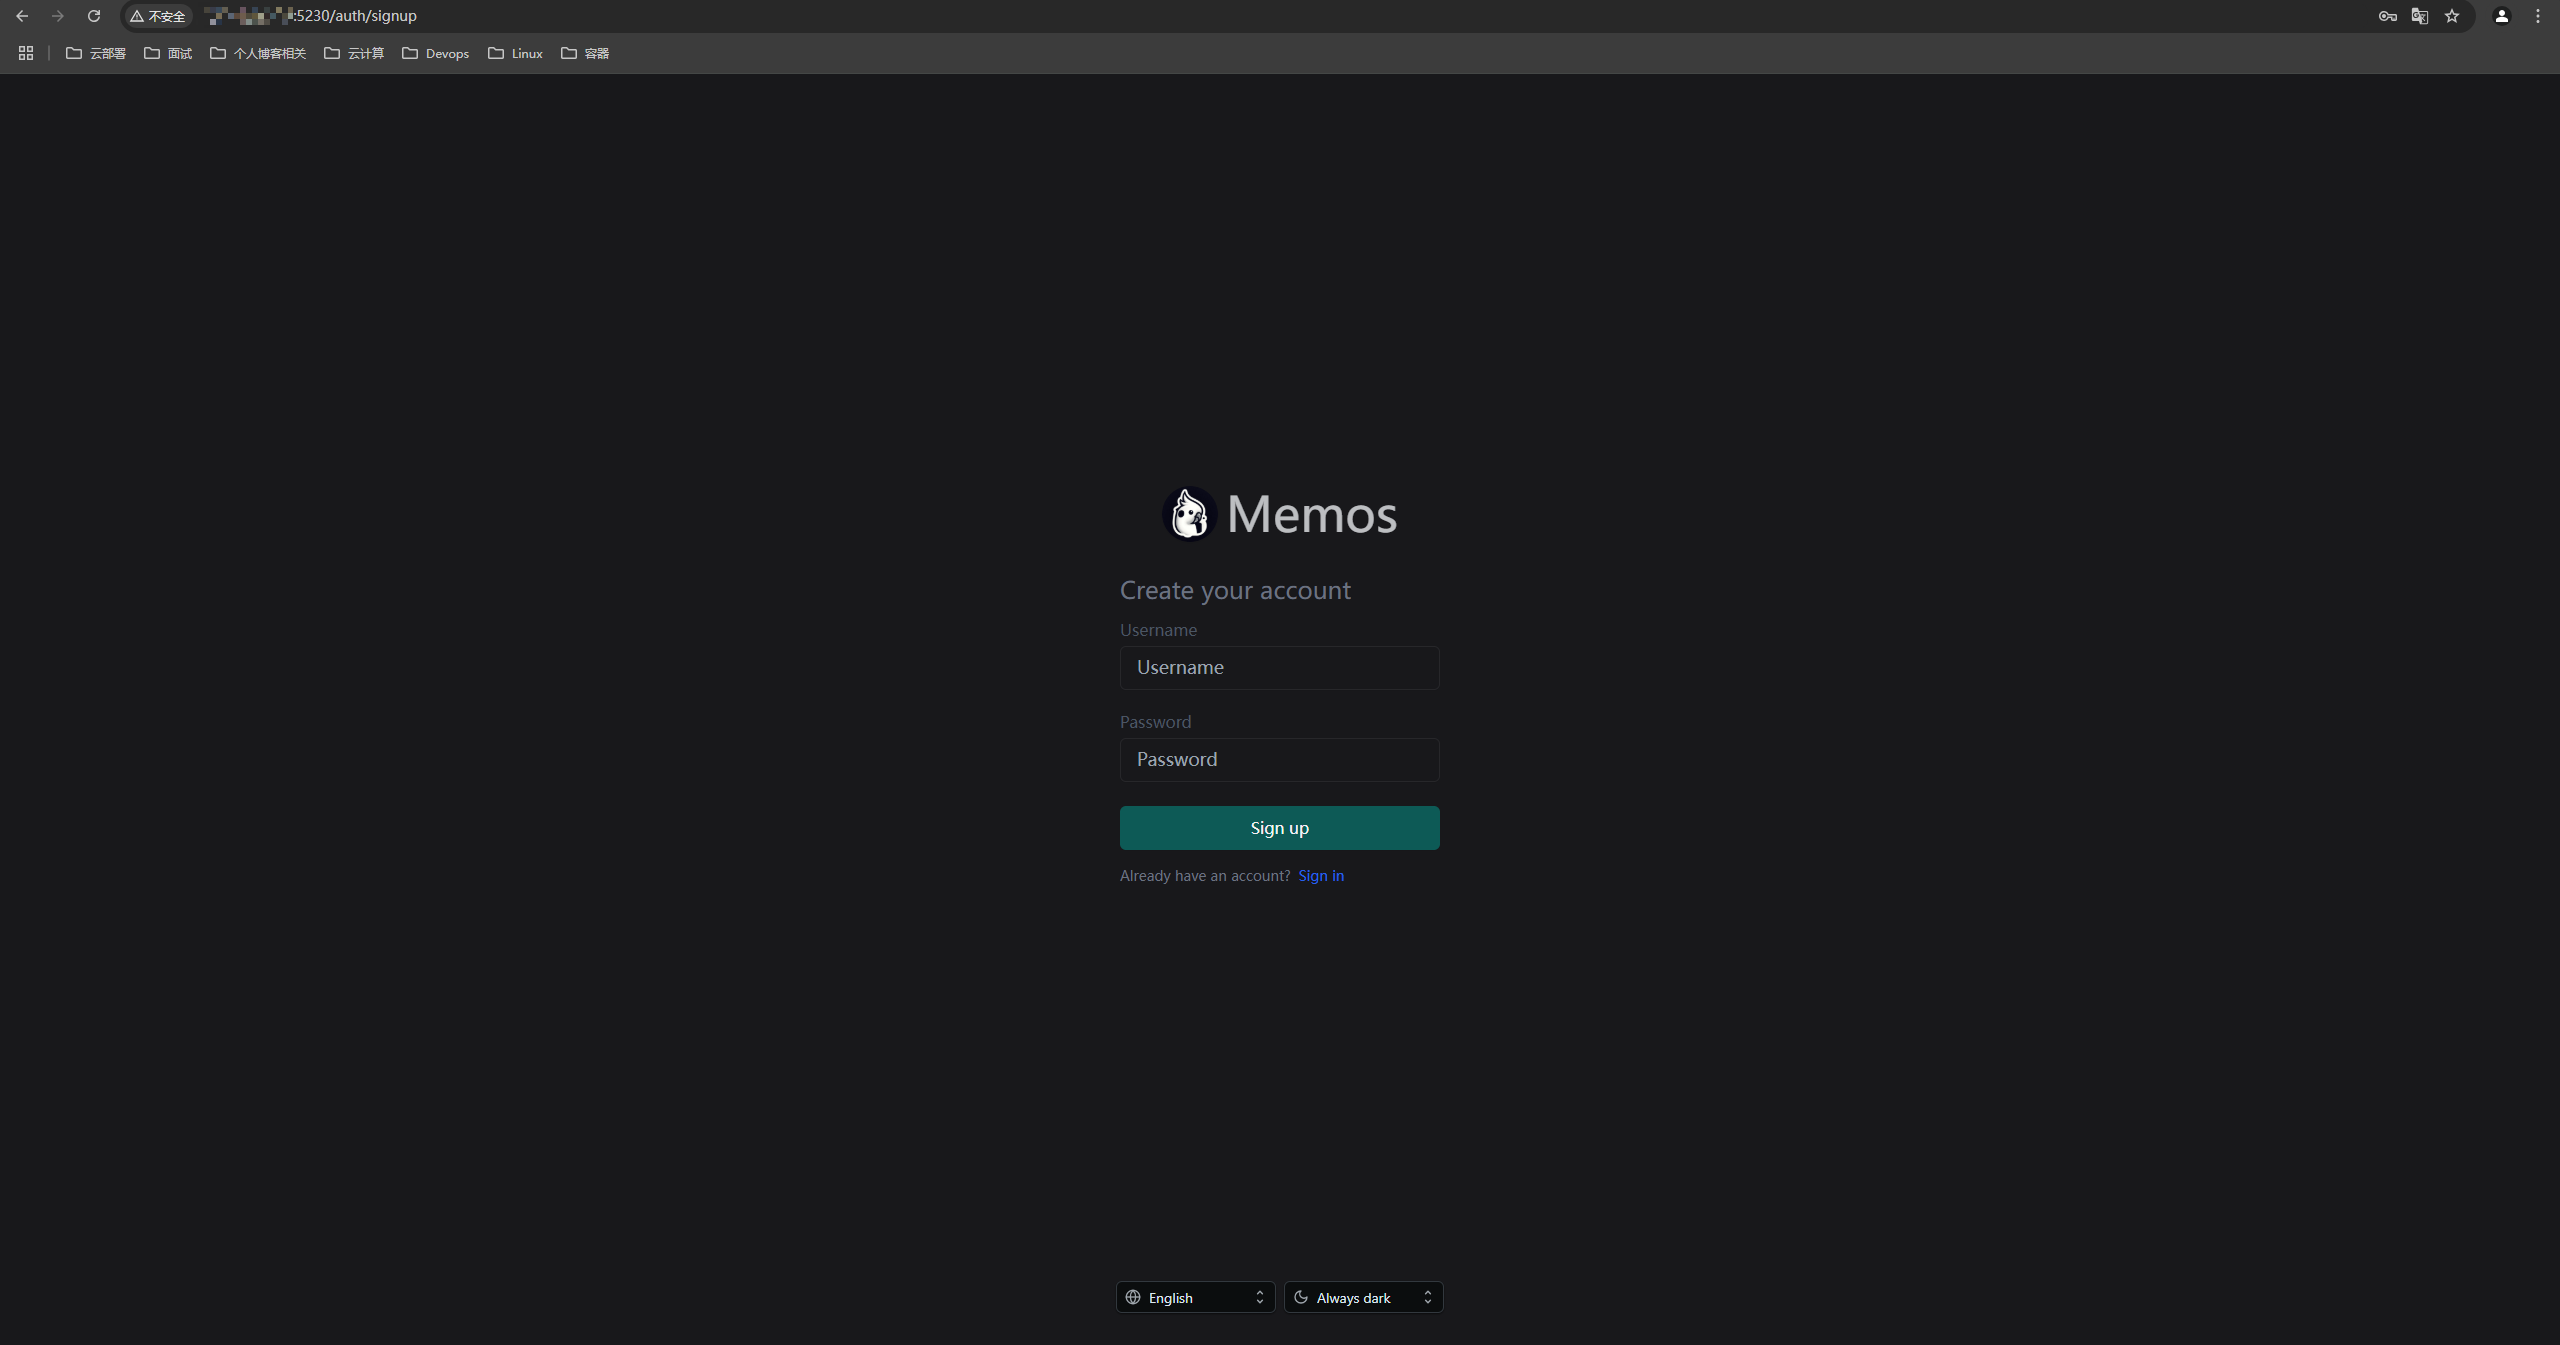 不安全 :5230/auth/signup
云部署 面试 个人博客相关 云计算 Devops Linux 容器
Memos
Create your account
Username
Username
Password
Password
Sign up
Already have an account? Sign in
English Always dark